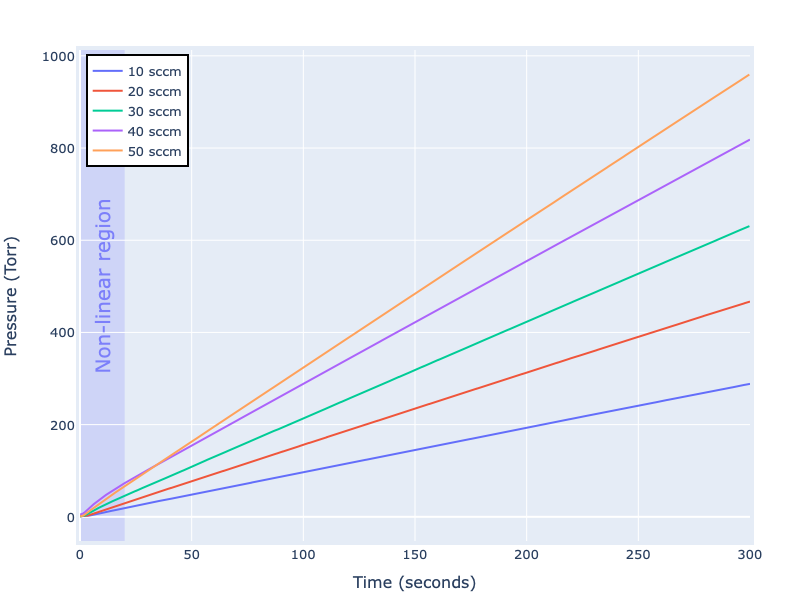 1000
800
600
400
200
0
Pressure (Torr)
10 sccm
20 sccm
30 sccm
40 sccm
50 sccm
Non-linear region
0 50 100 150 200 250 300
Time (seconds)